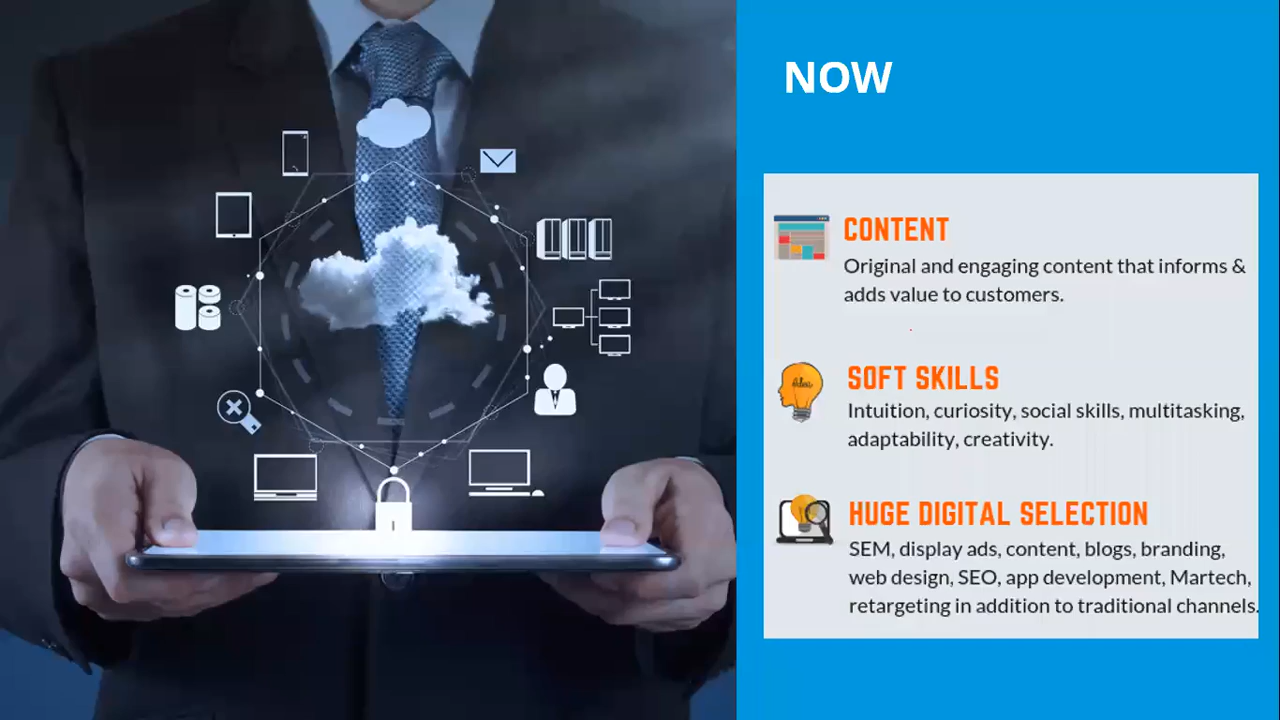 NOW
CONTENT
Original and engaging content that informs &
adds value to customers.
Idea
SOFT SKILLS
Intuition, curiosity, social skills, multitasking,
adaptability, creativity.
HUGE DIGITAL SELECTION
SEM, display ads, content, blogs, branding,
web design, SEO, app development, Martech,
retargeting in addition to traditional channels.